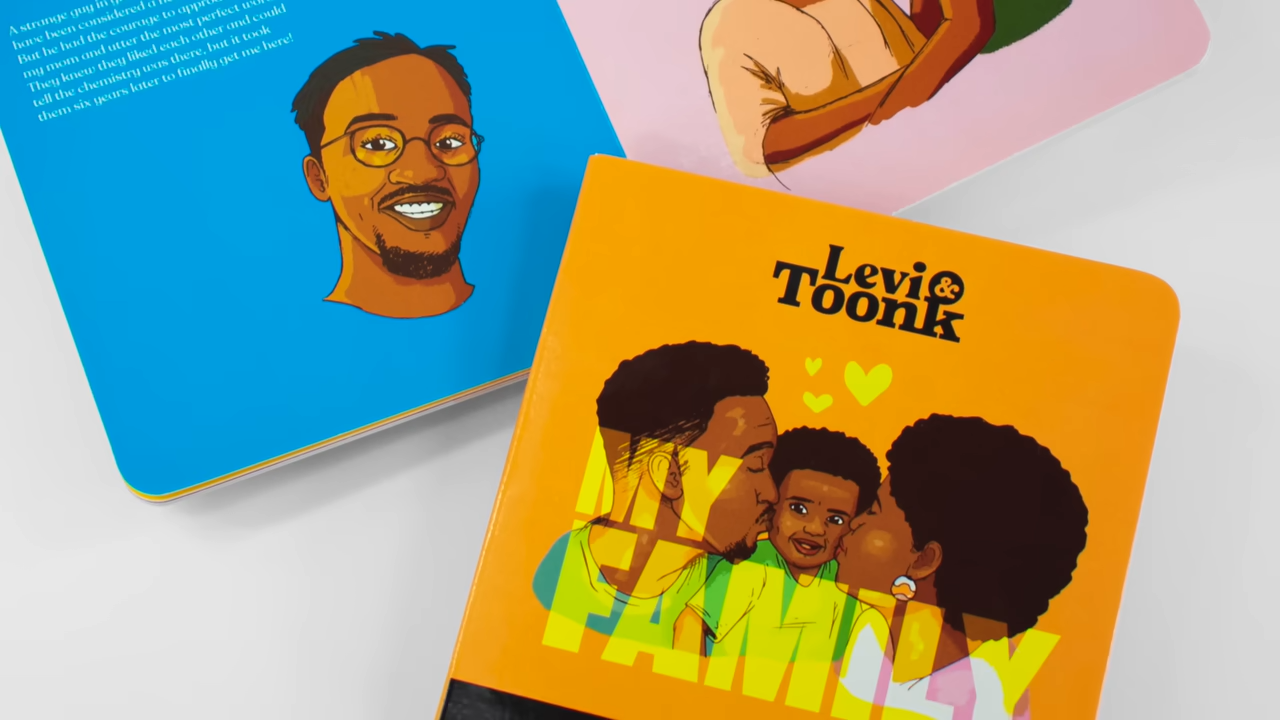 A strange guy in
have been considered a
But he had the courage to
my mom and utter the most perfect
They knew they liked each other and could
tell the chemistry was there, but it took
them six years later to finally get me here!
Levi &
Toonk
MY
FAMILY